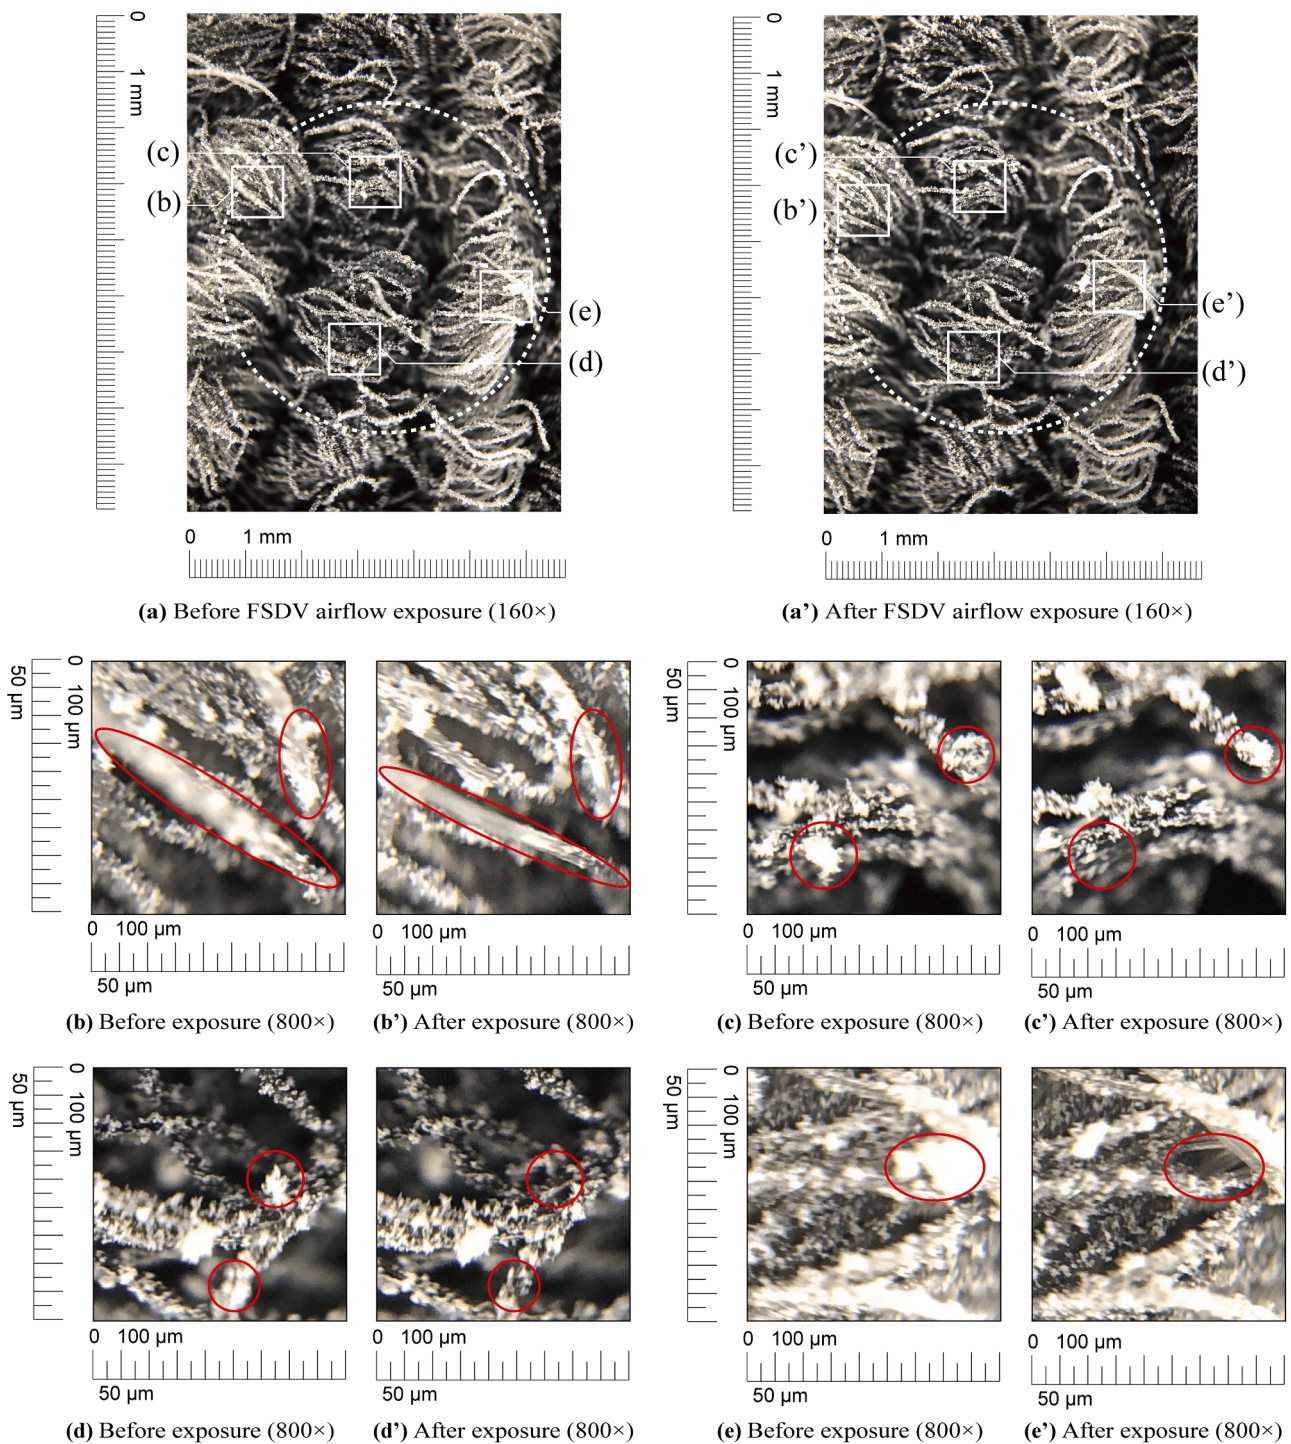 0
1 mm
(c)
(b)
(e)
(d)
0 1 mm
(a) Before FSDV airflow exposure (160×)
0
1 mm
(c’)
(b’)
(e’)
(d’)
0 1 mm
(a’) After FSDV airflow exposure (160×)
0
100 µm
50 µm
0 100 µm
50 µm
(b) Before exposure (800×)
0 100 µm
50 µm
(b’) After exposure (800×)
0
100 µm
50 µm
0 100 µm
50 µm
(c) Before exposure (800×)
0 100 µm
50 µm
(c’) After exposure (800×)
0
100 µm
50 µm
0 100 µm
50 µm
(d) Before exposure (800×)
0 100 µm
50 µm
(d’) After exposure (800×)
0
100 µm
50 µm
0 100 µm
50 µm
(e) Before exposure (800×)
0 100 µm
50 µm
(e’) After exposure (800×)